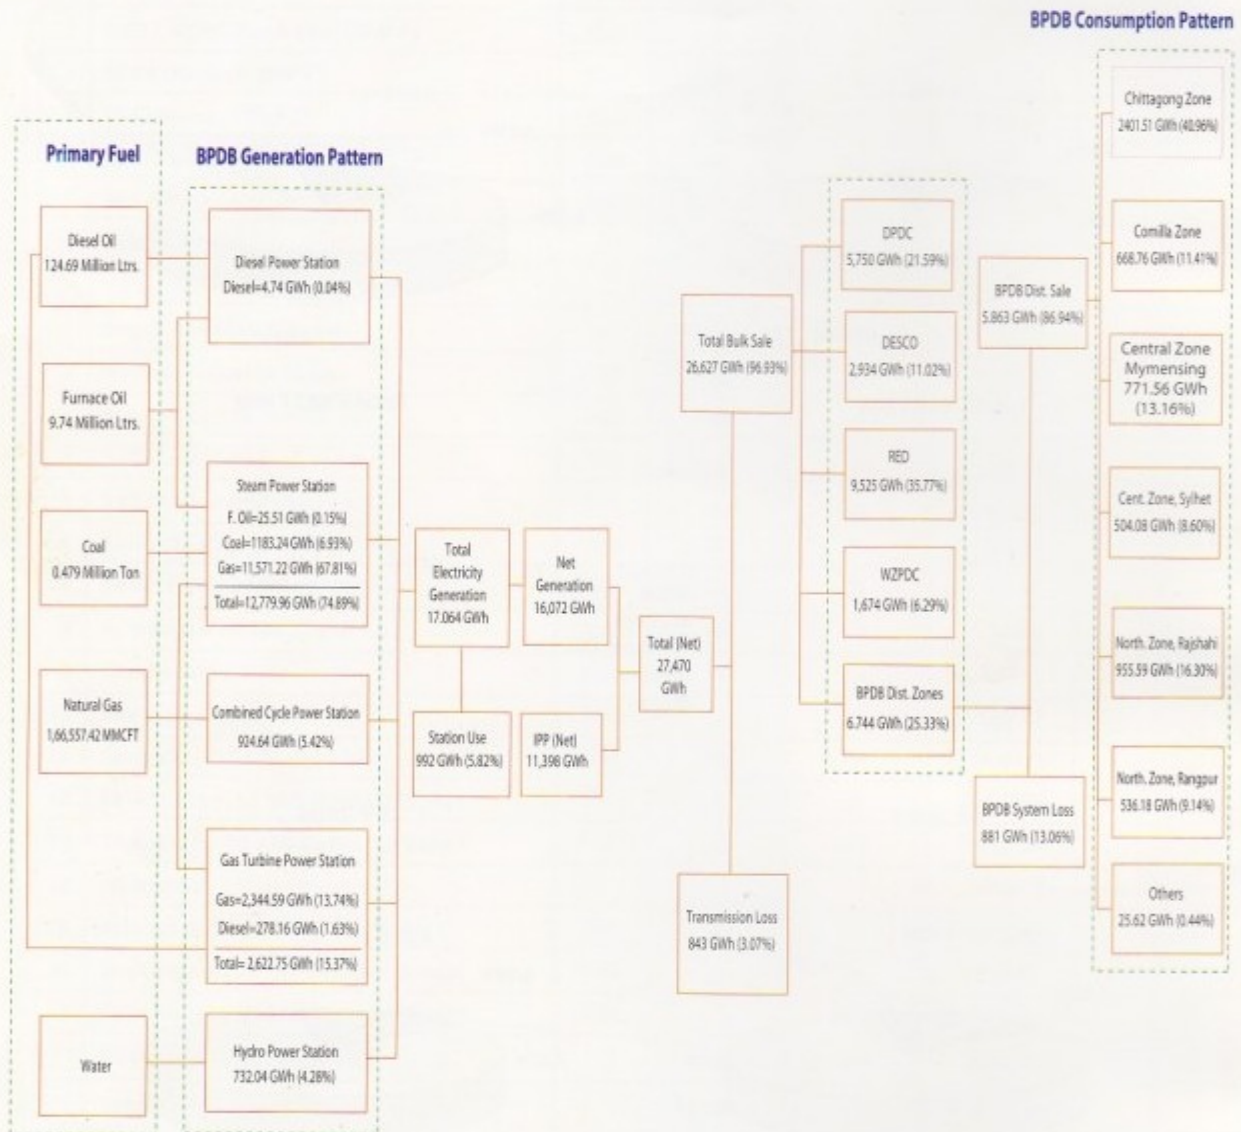 BPDB Consumption Pattern
Primary Fuel
Diesel Oil
124.69 Million Ltrs.
Furnace Oil
9.74 Million Ltrs.
Coal
0.479 Million Ton
Natural Gas
1,66,557.42 MMCFT
Water
BPDB Generation Pattern
Diesel Power Station
Diesel=4.74 GWh (0.04%)
Steam Power Station
F. Oil=25.51 GWh (0.15%)
Coal=1183.24 GWh (6.93%)
Gas=11,571.22 GWh (67.81%)
Total=12,779.96 GWh (74.89%)
Combined Cycle Power Station
924.64 GWh (5.42%)
Gas Turbine Power Station
Gas=2,344.59 GWh (13.74%)
Diesel=278.16 GWh (1.63%)
Total= 2,622.75 GWh (15.37%)
Hydro Power Station
732.04 GWh (4.28%)
Total
Electricity
Generation
17.064 GWh
Station Use
992 GWh (5.82%)
Net
Generation
16,072 GWh
IPP (Net)
11,398 GWh
Total (Net)
27,470
GWh
Total Bulk Sale
26.627 GWh (96.93%)
Transmission Loss
843 GWh (3.07%)
DPDC
5,750 GWh (21.59%)
DESCO
2.934 GWh (11.02%)
RED
9,525 GWh (35.77%)
WZPDC
1,674 GWh (6.29%)
BPDB Dist. Zones
6.744 GWh (25.33%)
BPDB Dist. Sale
5.863 GWh (86.94%)
BPDB System Loss
881 GWh (13.06%)
Chittagong Zone
2401.51 GWh (40.96%)
Comilla Zone
668.76 GWh (11.41%)
Central Zone
Mymensing
771.56 GWh
(13.16%)
Cent. Zone, Sylhet
504.08 GWh (8.60%)
North. Zone, Rajshahi
955.59 GWh (16.30%)
North. Zone, Rangpur
536.18 GWh (9.14%)
Others
25.62 GWh (0.44%)